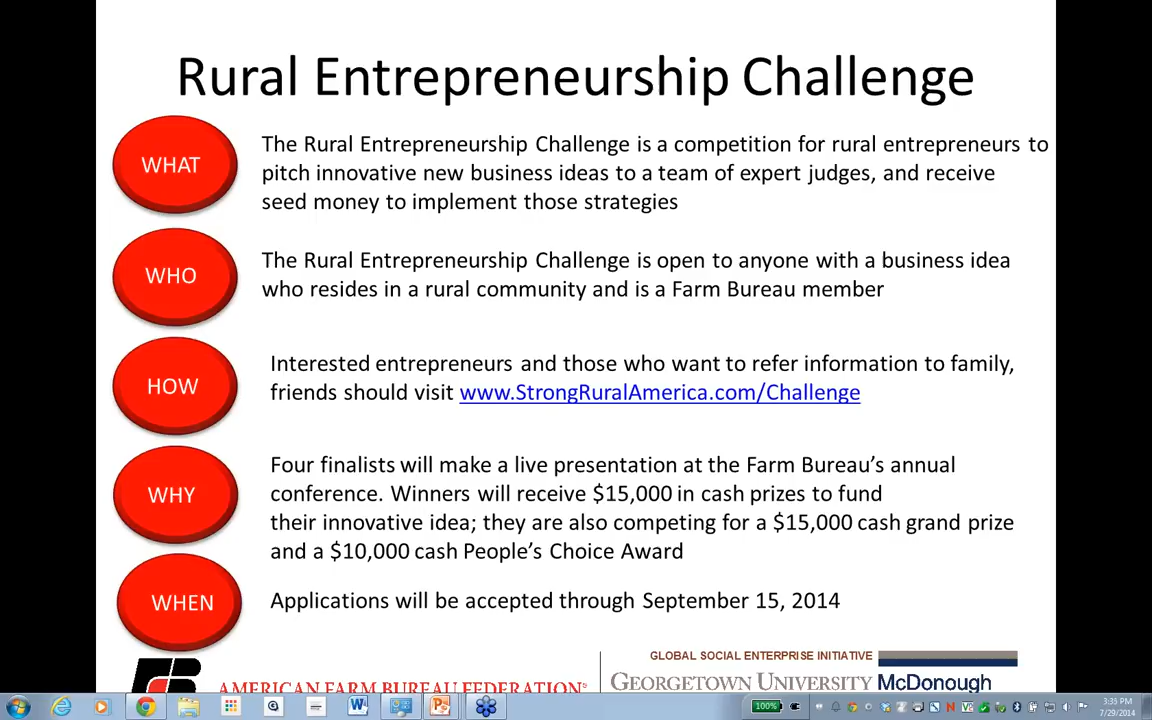 Rural Entrepreneurship Challenge
WHAT
The Rural Entrepreneurship Challenge is a competition for rural entrepreneurs to
pitch innovative new business ideas to a team of expert judges, and receive
seed money to implement those strategies
WHO
The Rural Entrepreneurship Challenge is open to anyone with a business idea
who resides in a rural community and is a Farm Bureau member
HOW
Interested entrepreneurs and those who want to refer information to family,
friends should visit www.StrongRuralAmerica.com/Challenge
WHY
Four finalists will make a live presentation at the Farm Bureau’s annual
conference. Winners will receive $15,000 in cash prizes to fund
their innovative idea; they are also competing for a $15,000 cash grand prize
and a $10,000 cash People’s Choice Award
WHEN
Applications will be accepted through September 15, 2014
AMERICAN FARM BUREAU FEDERATION
GLOBAL SOCIAL ENTERPRISE INITIATIVE
GEORGETOWN UNIVERSITY McDonough
100%
3:35 PM
7/29/2014